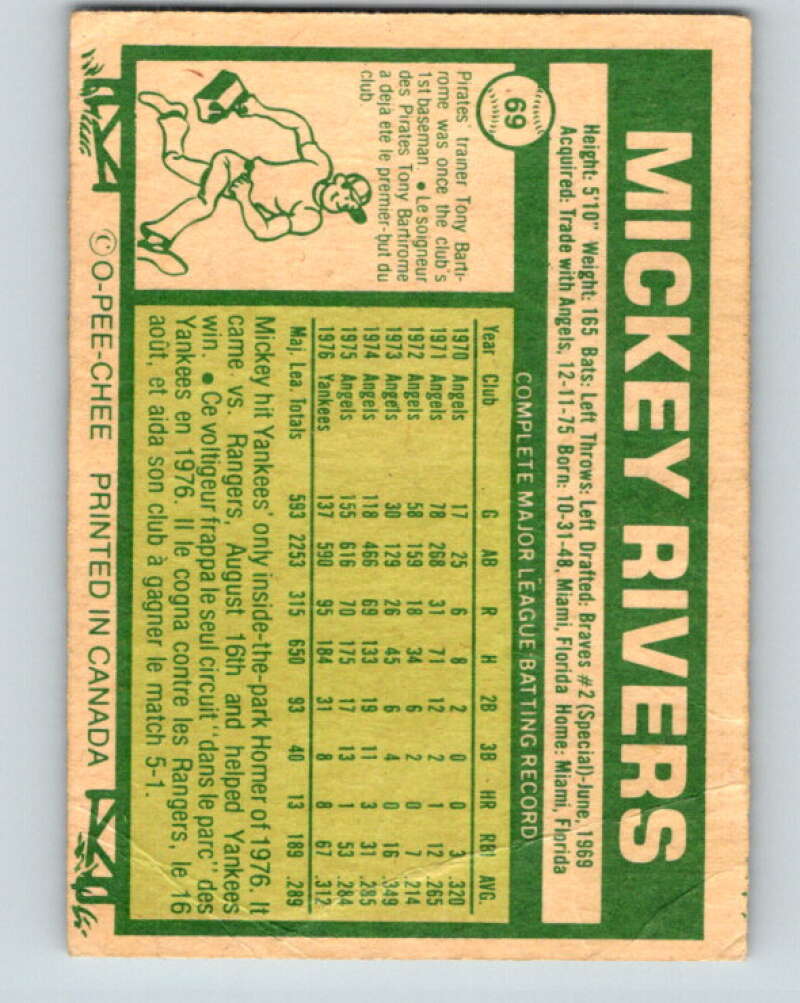 MICKEY RIVERS
69
Height: 5'10" Weight: 165 Bats: Left Throws: Left Drafted: Braves #2 (Special)-June, 1969
Acquired: Trade with Angels, 12-11-75 Born: 10-31-48, Miami, Florida Home: Miami, Florida
Pirates' trainer Tony Barti-
rome was once the club's
1st baseman. • Le soigneur
des Pirates Tony Bartirome
a deja ete le premier-but du
club.
COMPLETE MAJOR LEAGUE BATTING RECORD
Year Club G AB R H 2B 3B HR RBI AVG.
1970 Angels 17 25 6 8 2 0 0 3 .320
1971 Angels 78 268 31 71 12 2 1 12 .265
1972 Angels 58 159 18 34 6 2 0 7 .214
1973 Angels 30 129 26 45 6 4 0 16 .349
1974 Angels 118 466 69 133 19 11 3 31 .285
1975 Angels 155 616 70 175 17 13 1 53 .284
1976 Yankees 137 590 95 184 31 8 8 67 .312
Maj. Lea. Totals 593 2253 315 650 93 40 13 189 .289
Mickey hit Yankees' only inside-the-park Homer of 1976. It
came vs. Rangers, August 16th and helped Yankees
win. • Ce voltigeur frappa le seul circuit "dans le parc" des
Yankees en 1976. Il le cogna contre les Rangers, le 16
août, et aida son club à gagner le match 5-1.
© O-PEE-CHEE PRINTED IN CANADA